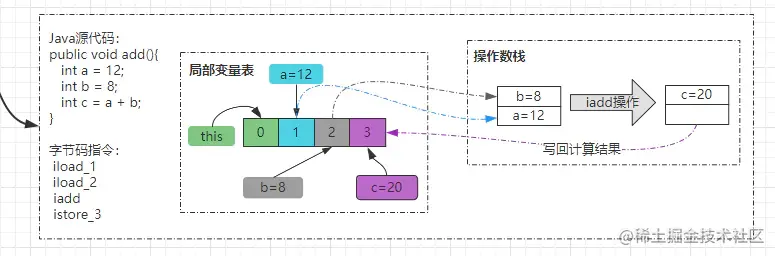 Java源代码:
public void add(){
int a = 12;
int b = 8;
int c = a + b;
}
字节码指令:
iload_1
iload_2
iadd
istore_3
局部变量表
a=12
this
0
1
2
3
b=8
c=20
操作数栈
b=8
a=12
iadd操作
c=20
写回计算结果
@稀土掘金技术社区